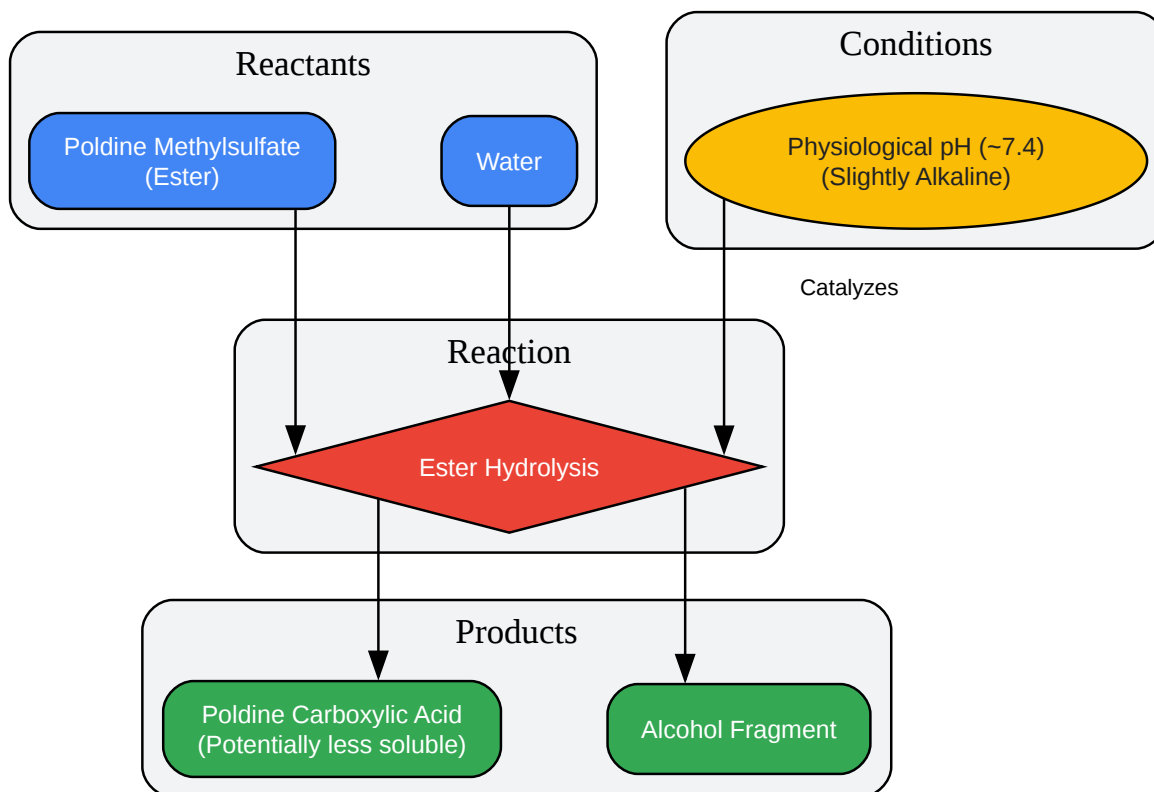 Reactants
Conditions
Poldine Methylsulfate
(Ester)
Water
Physiological pH (~7.4)
(Slightly Alkaline)
Catalyzes
Reaction
Ester Hydrolysis
Products
Poldine Carboxylic Acid
(Potentially less soluble)
Alcohol Fragment